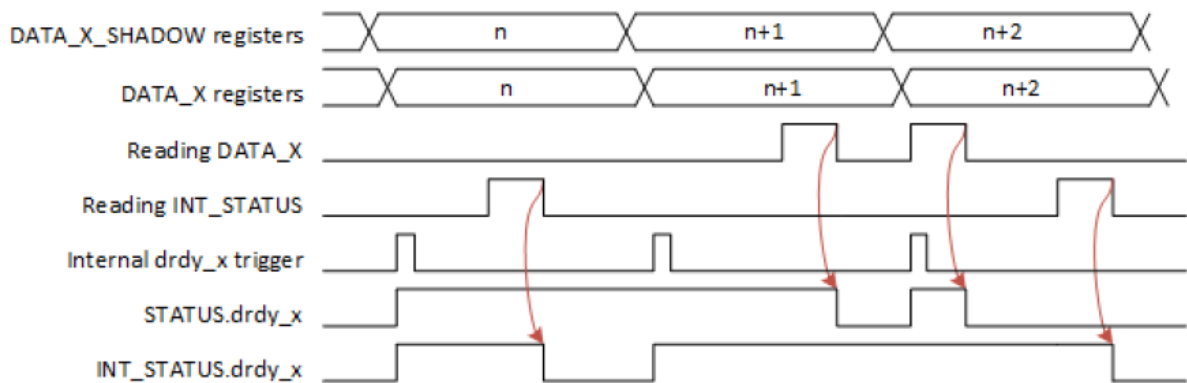 DATA_X_SHADOW registers n n+1 n+2
DATA_X registers n n+1 n+2
Reading DATA_X
Reading INT_STATUS
Internal drdy_x trigger
STATUS.drdy_x
INT_STATUS.drdy_x